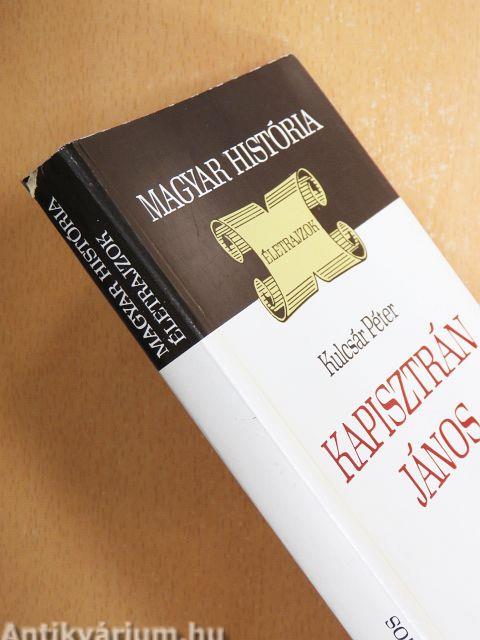 MAGYAR HISTÓRIA
ÉLETRAJZOK
Kulcsár Péter
KAPISZTRÁN
JÁNOS
MAGYAR HISTÓRIA
ÉLETRAJZOK
Antikvárium.hu